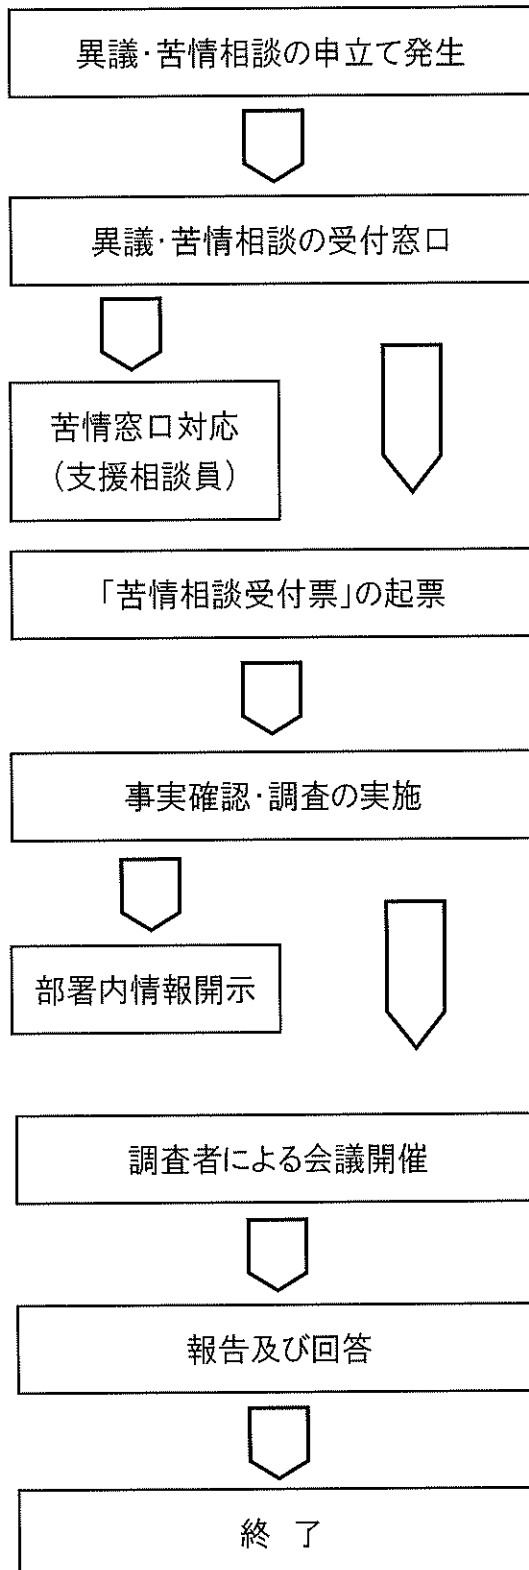 異議・苦情相談の申立て発生
異議・苦情相談の受付窓口
苦情窓口対応
（支援相談員）
「苦情相談受付票」の起票
事実確認・調査の実施
部署内情報開示
調査者による会議開催
報告及び回答
終 了